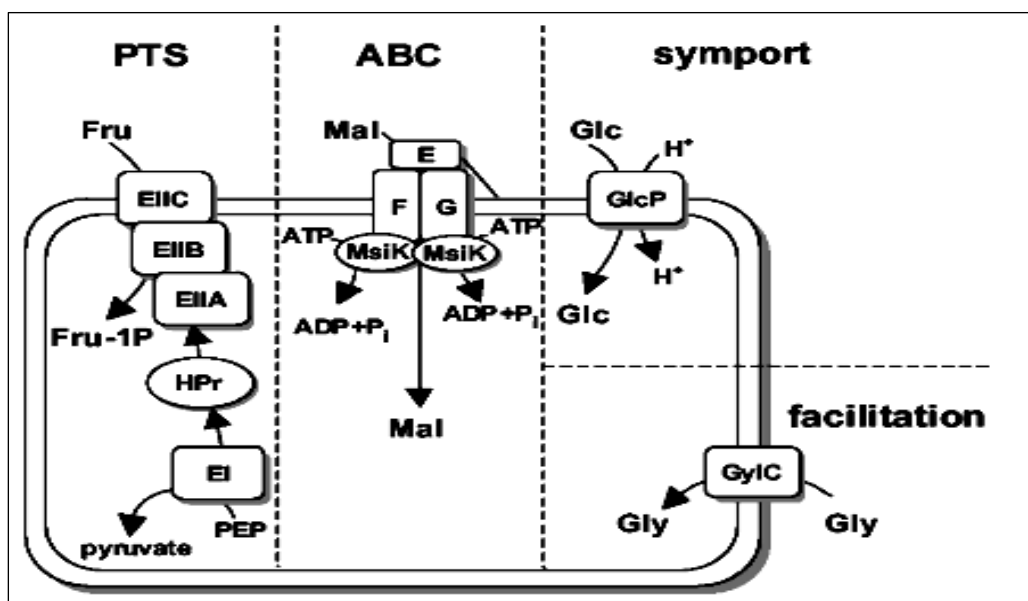 PTS
ABC
symport
Fru
EIIC
EIIB
EIIA
Fru-1P
HPr
EI
PEP
pyruvate
Mal
E
F
G
ATP
ATP
MsiK
MsiK
ADP+Pi
ADP+Pi
Mal
Glc
H+
GlcP
H+
Glc
facilitation
GylC
Gly
Gly